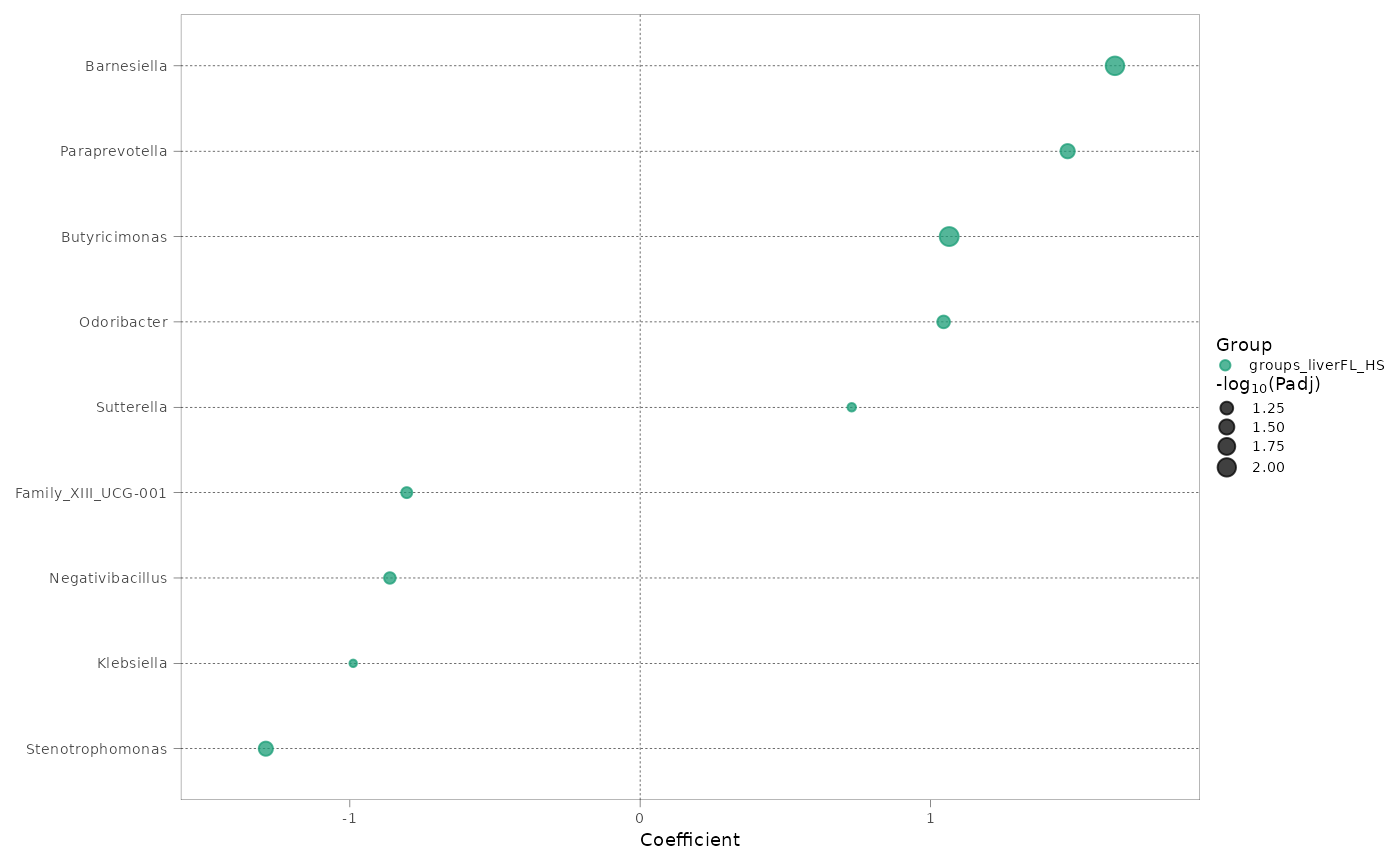 Barnesiella
Paraprevotella
Butyricimonas
Odoribacter
Sutterella
Family_XIII_UCG-001
Negativibacillus
Klebsiella
Stenotrophomonas
-1
0
1
Coefficient
Group
groups_liverFL_HS
-log10(Padj)
1.25
1.50
1.75
2.00